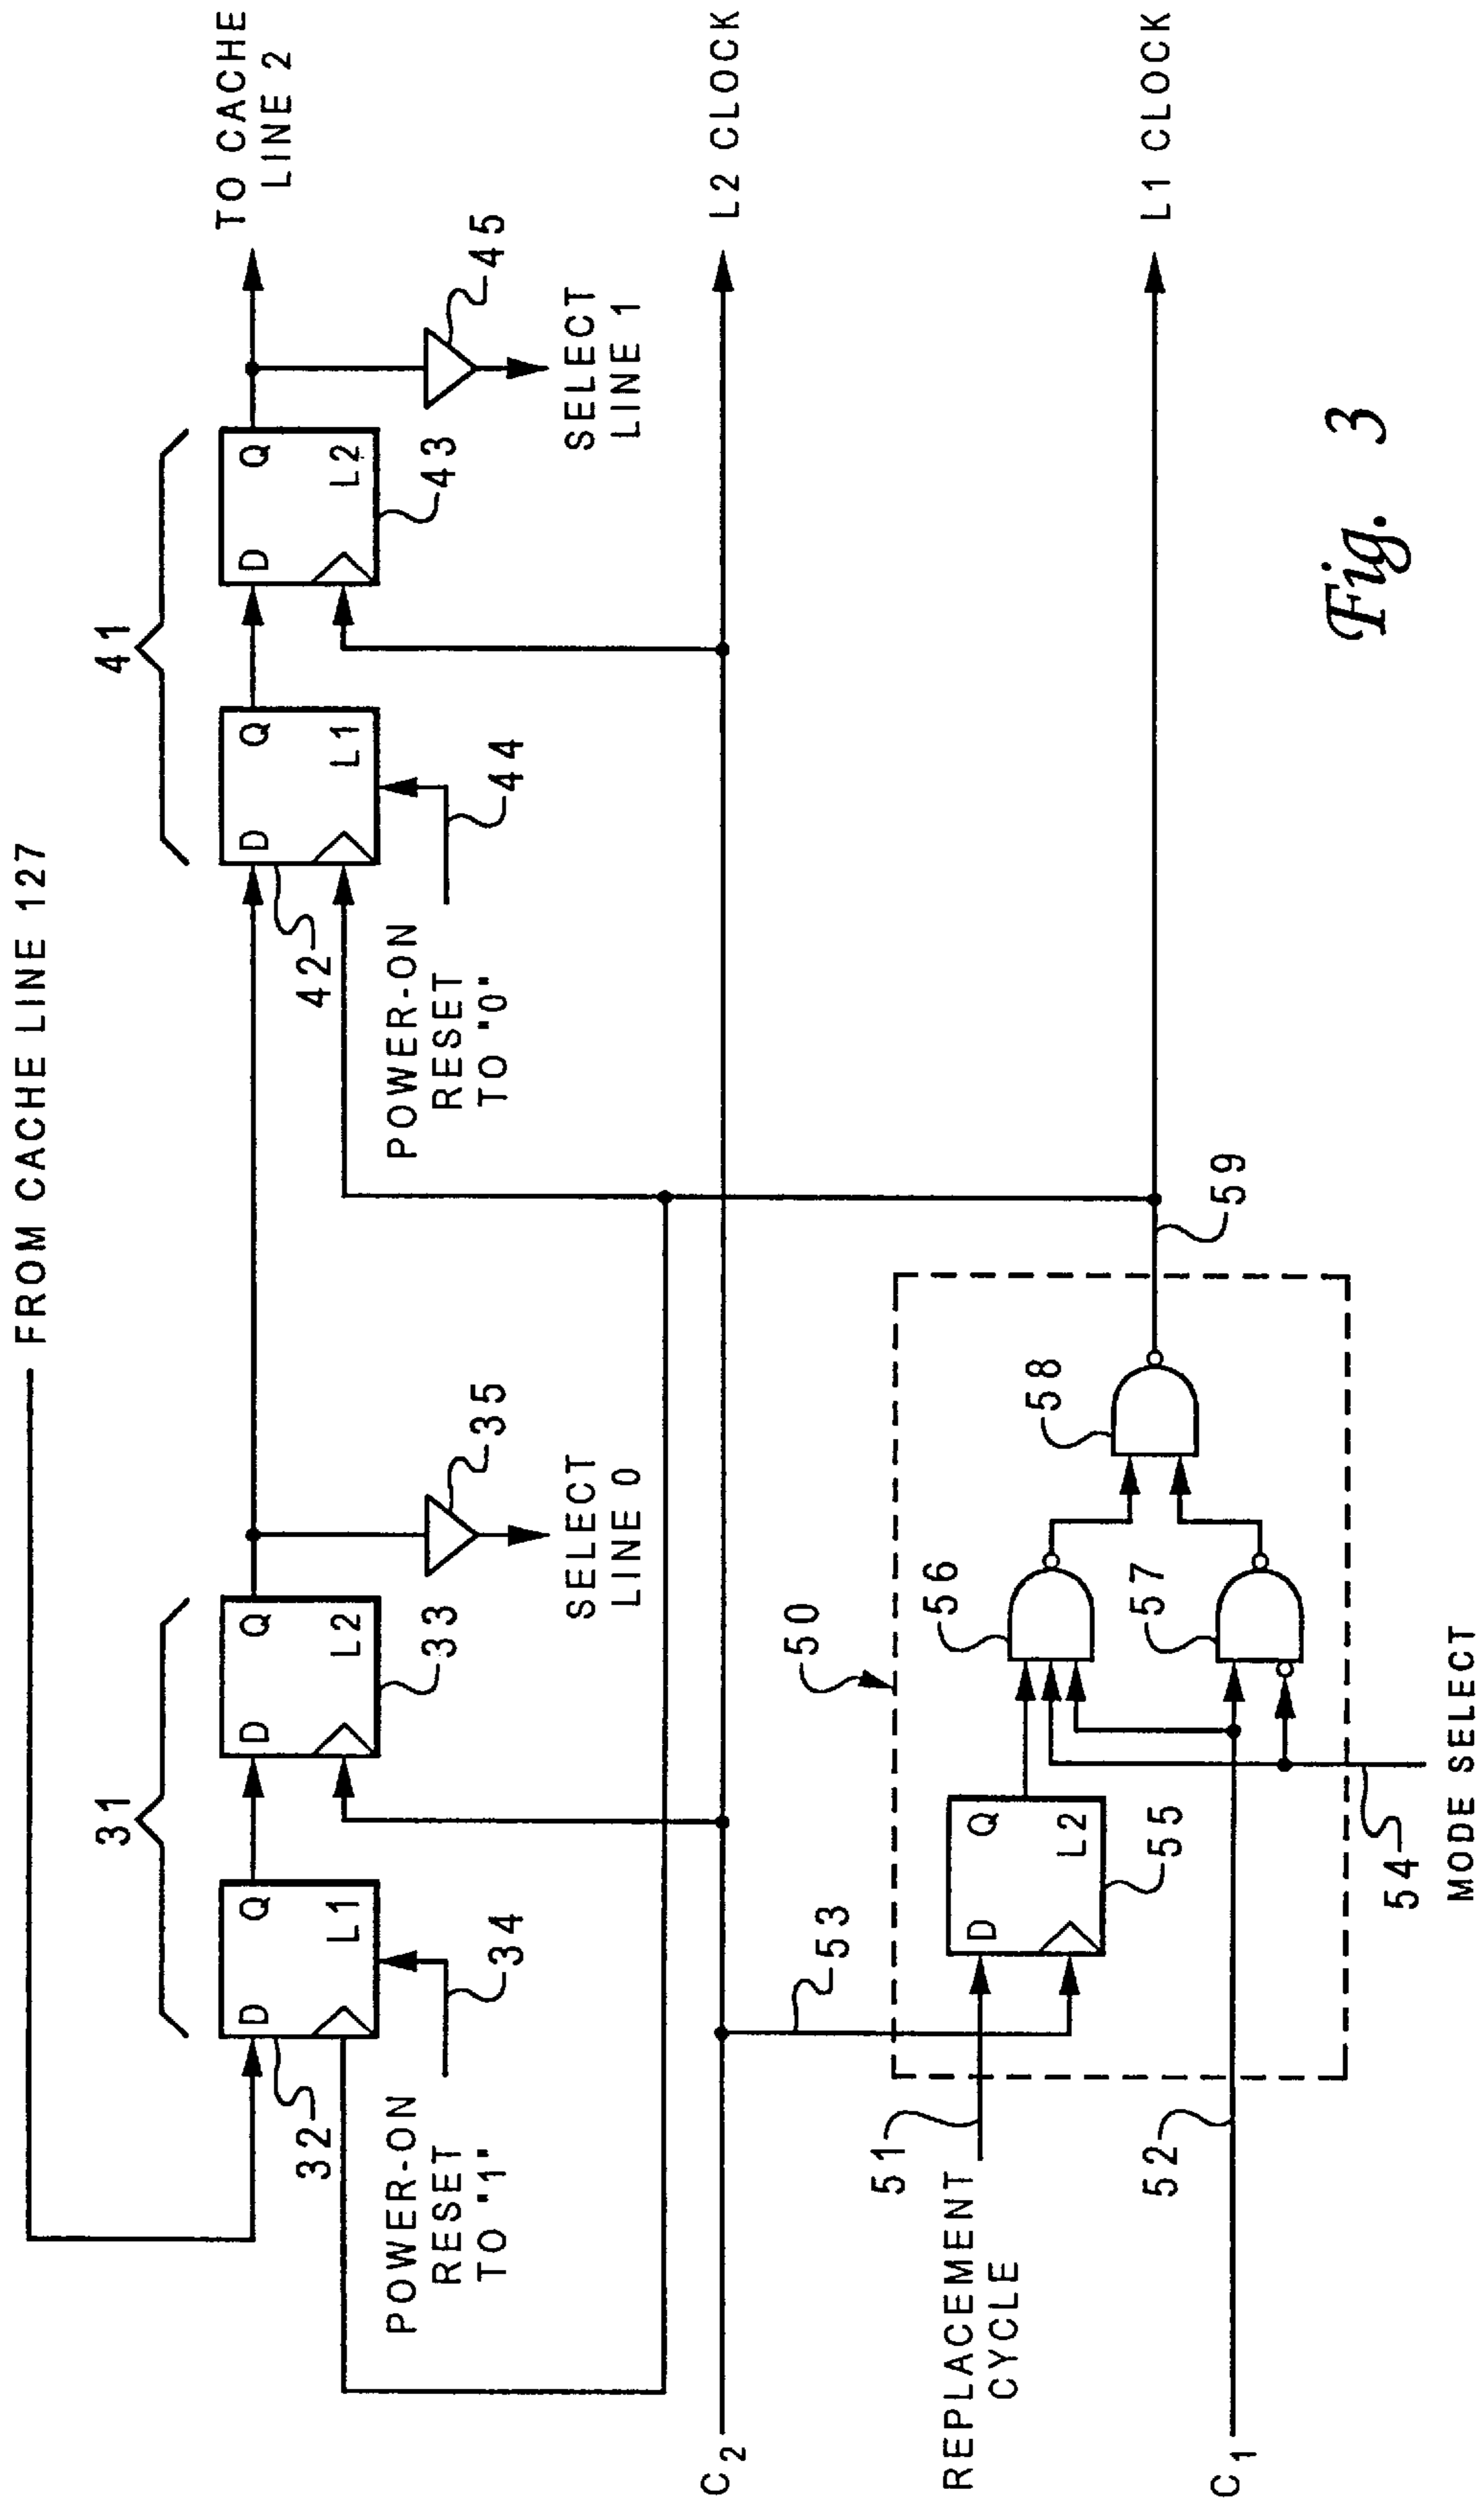 FROM CACHE LINE 127
31
41
TO CACHE
LINE 2
D
Q
L1
D
Q
L2
D
Q
L1
D
Q
L2
32
33
42
43
POWER-ON
RESET
TO "1"
34
35
SELECT
LINE 0
POWER-ON
RESET
TO "0"
44
45
SELECT
LINE 1
C2
L2 CLOCK
53
50
REPLACEMENT
CYCLE
51
D
Q
L2
55
56
57
58
59
C1
52
L1 CLOCK
54
MODE SELECT
Fig. 3